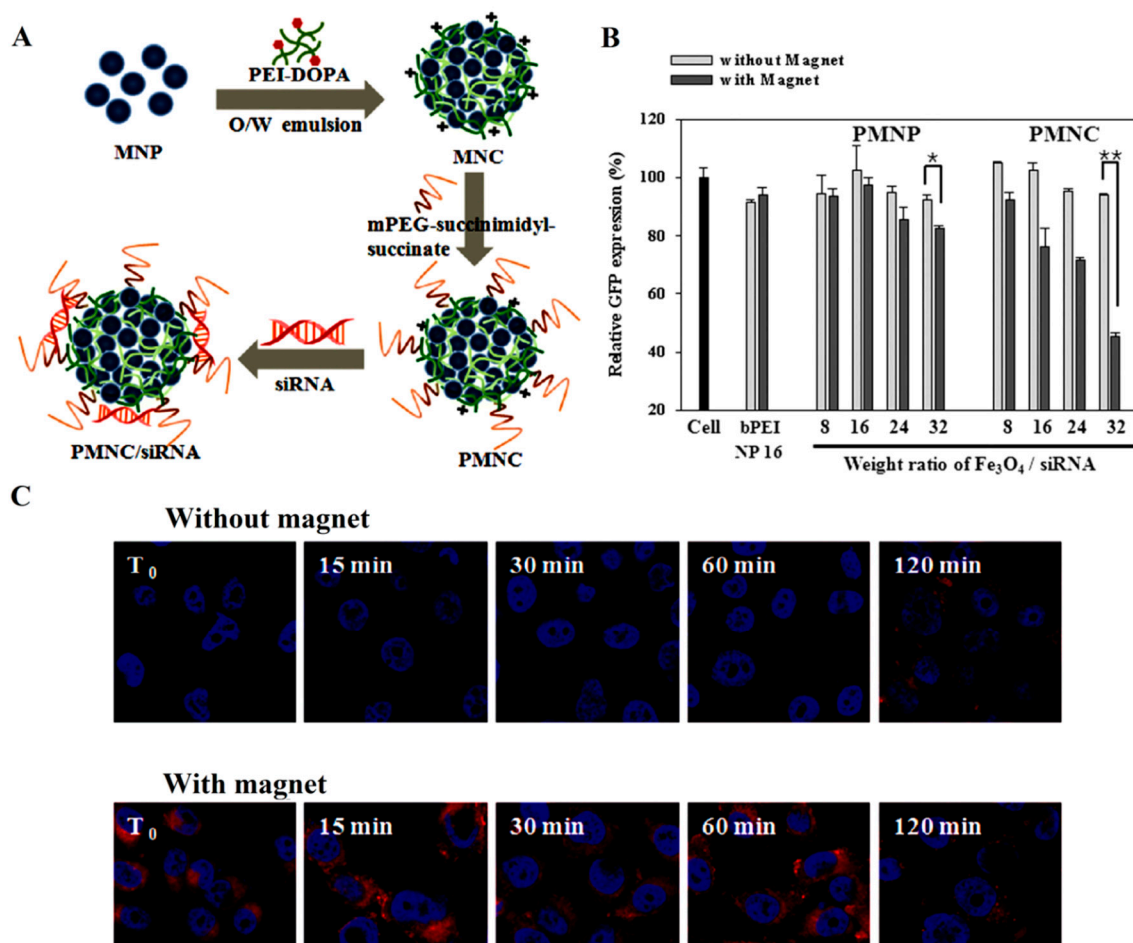 A
MNP
PEI-DOPA
O/W emulsion
MNC
mPEG-succinimidyl-
succinate
PMNC
siRNA
PMNC/siRNA
B
without Magnet
with Magnet
PMNP
PMNC
*
**
Relative GFP expression (%)
120
100
80
60
40
20
Cell
bPEI
NP 16
8
16
24
32
8
16
24
32
Weight ratio of Fe₃O₄ / siRNA
C
Without magnet
T₀
15 min
30 min
60 min
120 min
With magnet
T₀
15 min
30 min
60 min
120 min